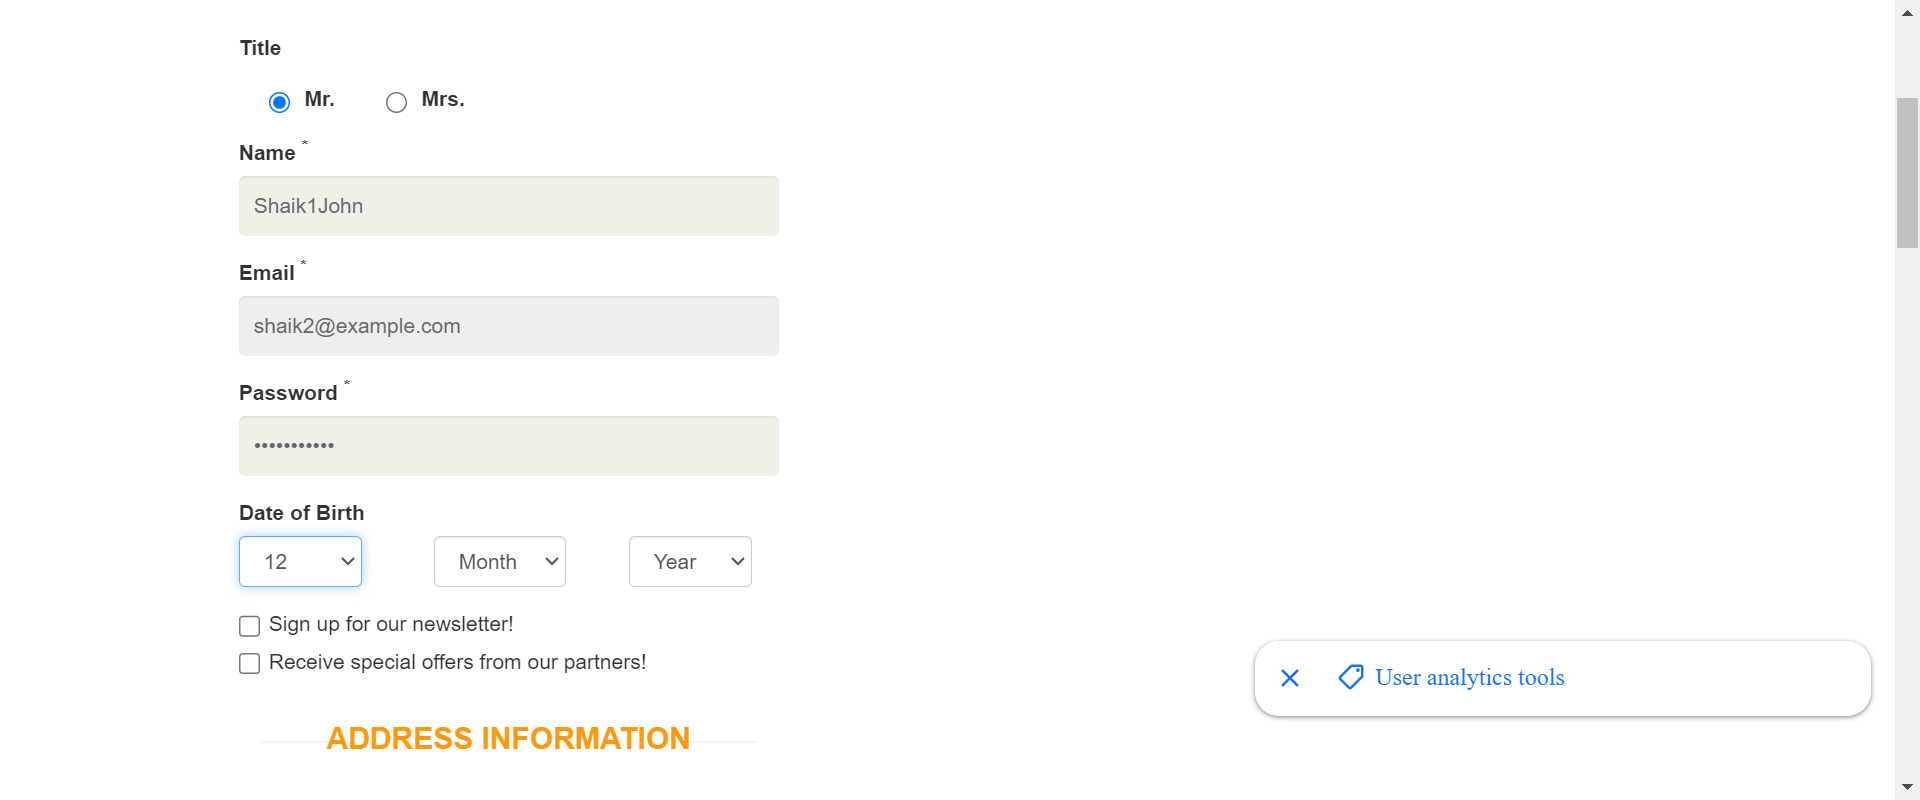 Title
Mr. Mrs.
Name *
Shaik1John
Email *
shaik2@example.com
Password *
•••••••••••
Date of Birth
12 Month Year
Sign up for our newsletter!
Receive special offers from our partners!
User analytics tools
ADDRESS INFORMATION